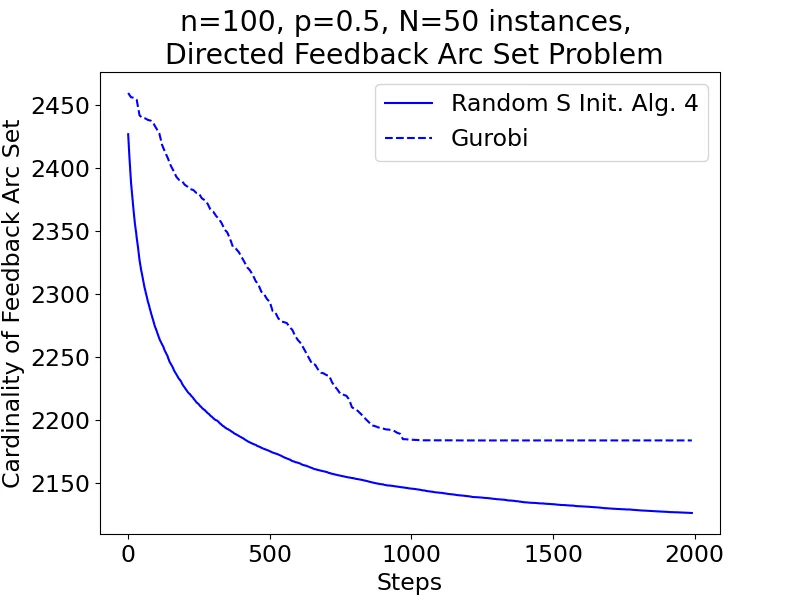 n=100, p=0.5, N=50 instances,
Directed Feedback Arc Set Problem
Random S Init. Alg. 4
Gurobi
Cardinality of Feedback Arc Set
2450
2400
2350
2300
2250
2200
2150
0 500 1000 1500 2000
Steps